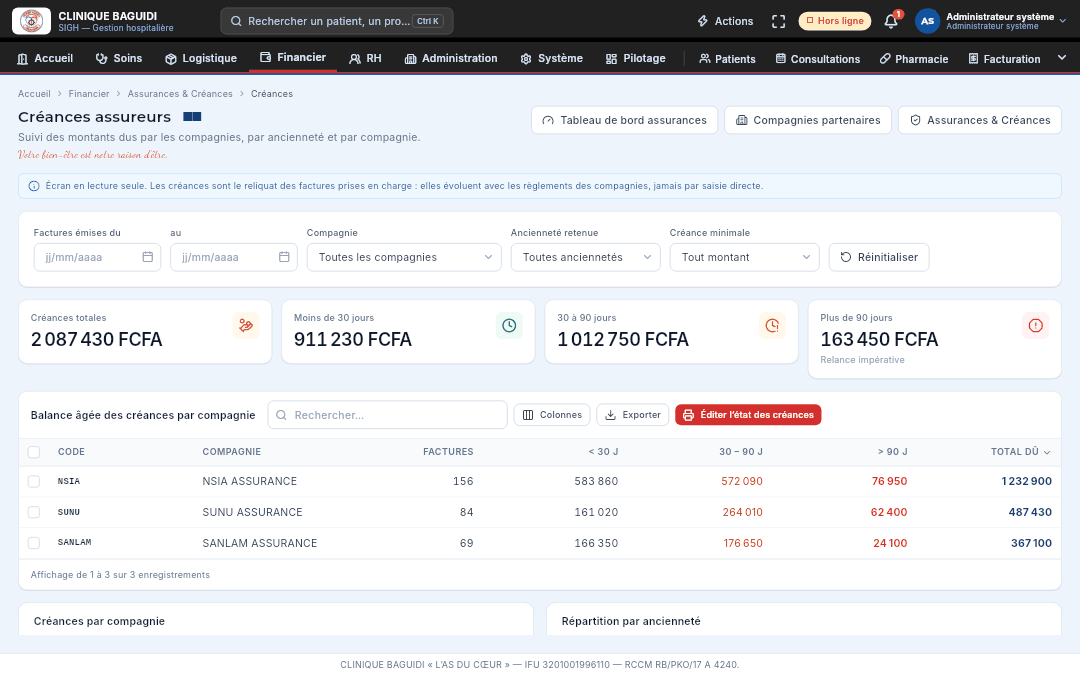 CLINIQUE BAGUIDI
SIGH — Gestion hospitalière
Rechercher un patient, un pro... Ctrl K
Actions
Hors ligne
1
AS
Administrateur système
Administrateur système
Accueil
Soins
Logistique
Financier
RH
Administration
Système
Pilotage
Patients
Consultations
Pharmacie
Facturation
Accueil > Financier > Assurances & Créances > Créances
Créances assureurs
Suivi des montants dus par les compagnies, par ancienneté et par compagnie.
Votre bien-être est notre raison d'être.
Tableau de bord assurances
Compagnies partenaires
Assurances & Créances
Écran en lecture seule. Les créances sont le reliquat des factures prises en charge : elles évoluent avec les règlements des compagnies, jamais par saisie directe.
Factures émises du
au
Compagnie
Ancienneté retenue
Créance minimale
jj/mm/aaaa
jj/mm/aaaa
Toutes les compagnies
Toutes anciennetés
Tout montant
Réinitialiser
Créances totales
2 087 430 FCFA
Moins de 30 jours
911 230 FCFA
30 à 90 jours
1 012 750 FCFA
Plus de 90 jours
163 450 FCFA
Relance impérative
Balance âgée des créances par compagnie
Rechercher...
Colonnes
Exporter
Éditer l'état des créances
CODE COMPAGNIE FACTURES < 30 J 30 – 90 J > 90 J TOTAL DÛ
NSIA NSIA ASSURANCE 156 583 860 572 090 76 950 1 232 900
SUNU SUNU ASSURANCE 84 161 020 264 010 62 400 487 430
SANLAM SANLAM ASSURANCE 69 166 350 176 650 24 100 367 100
Affichage de 1 à 3 sur 3 enregistrements
Créances par compagnie
Répartition par ancienneté
CLINIQUE BAGUIDI « L'AS DU CŒUR » — IFU 3201001996110 — RCCM RB/PKO/17 A 4240.